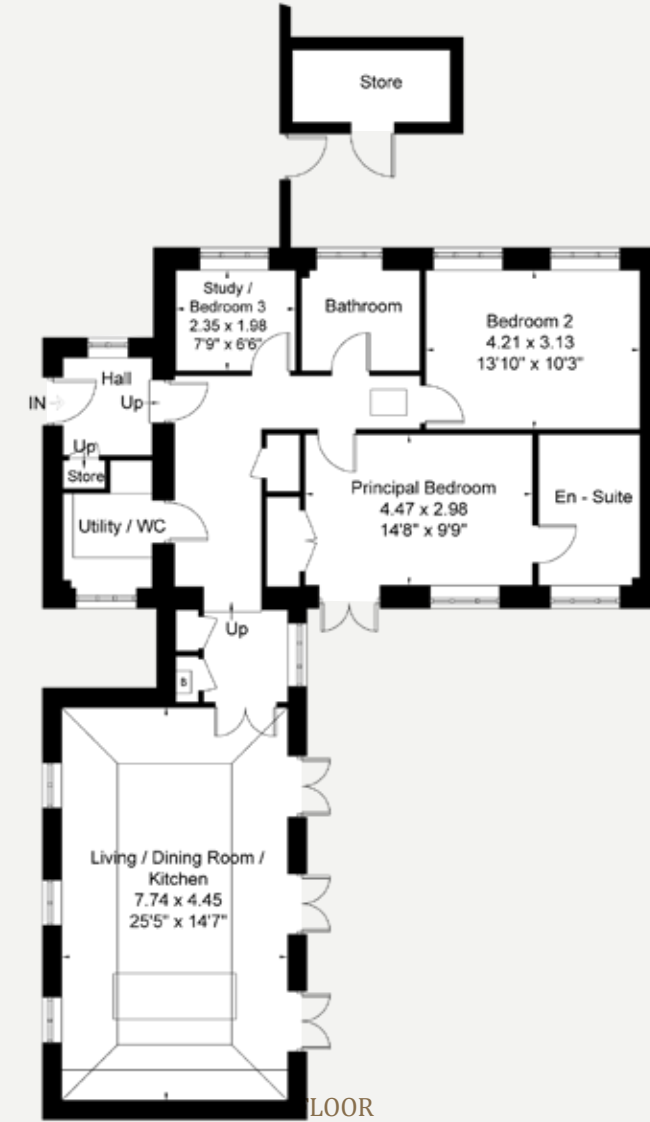 Store
Study /
Bedroom 3
2.35 x 1.98
7'9" x 6'6"
Bathroom
Bedroom 2
4.21 x 3.13
13'10" x 10'3"
Hall
IN
Up
Up
Store
Utility / WC
Principal Bedroom
4.47 x 2.98
14'8" x 9'9"
En - Suite
Up
B
Living / Dining Room /
Kitchen
7.74 x 4.45
25'5" x 14'7"
LOOR